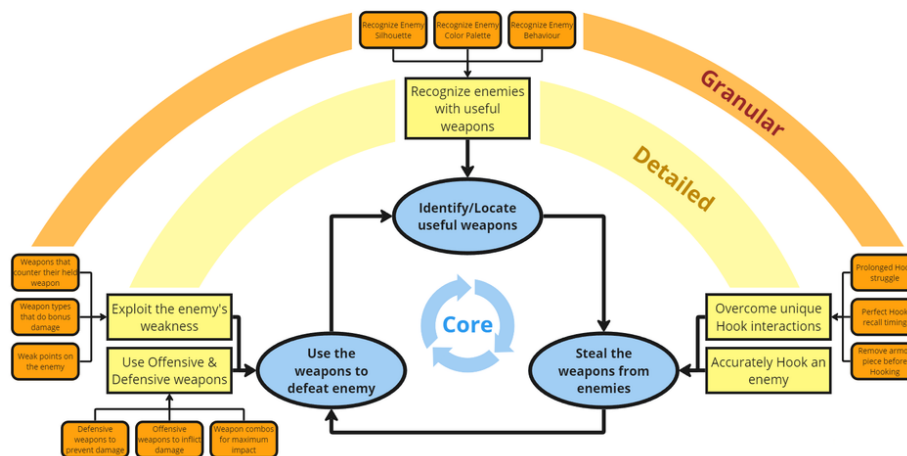 Recognize Enemy
Silhouette
Recognize Enemy
Color Palette
Recognize Enemy
Behaviour
Granular
Recognize enemies
with useful
weapons
Detailed
Identify/Locate
useful weapons
Weapons that
counter their held
weapon
Weapon types
that do bonus
damage
Weak points on
the enemy
Exploit the enemy's
weakness
Use Offensive &
Defensive weapons
Use the
weapons to
defeat enemy
Core
Steal the
weapons from
enemies
Overcome unique
Hook interactions
Accurately Hook an
enemy
Prolonged Hook
struggle
Perfect Hook
recall timing
Remove armor
piece before
Hooking
Defensive
weapons to
prevent damage
Offensive
weapons to inflict
damage
Weapon combos
for maximum
impact